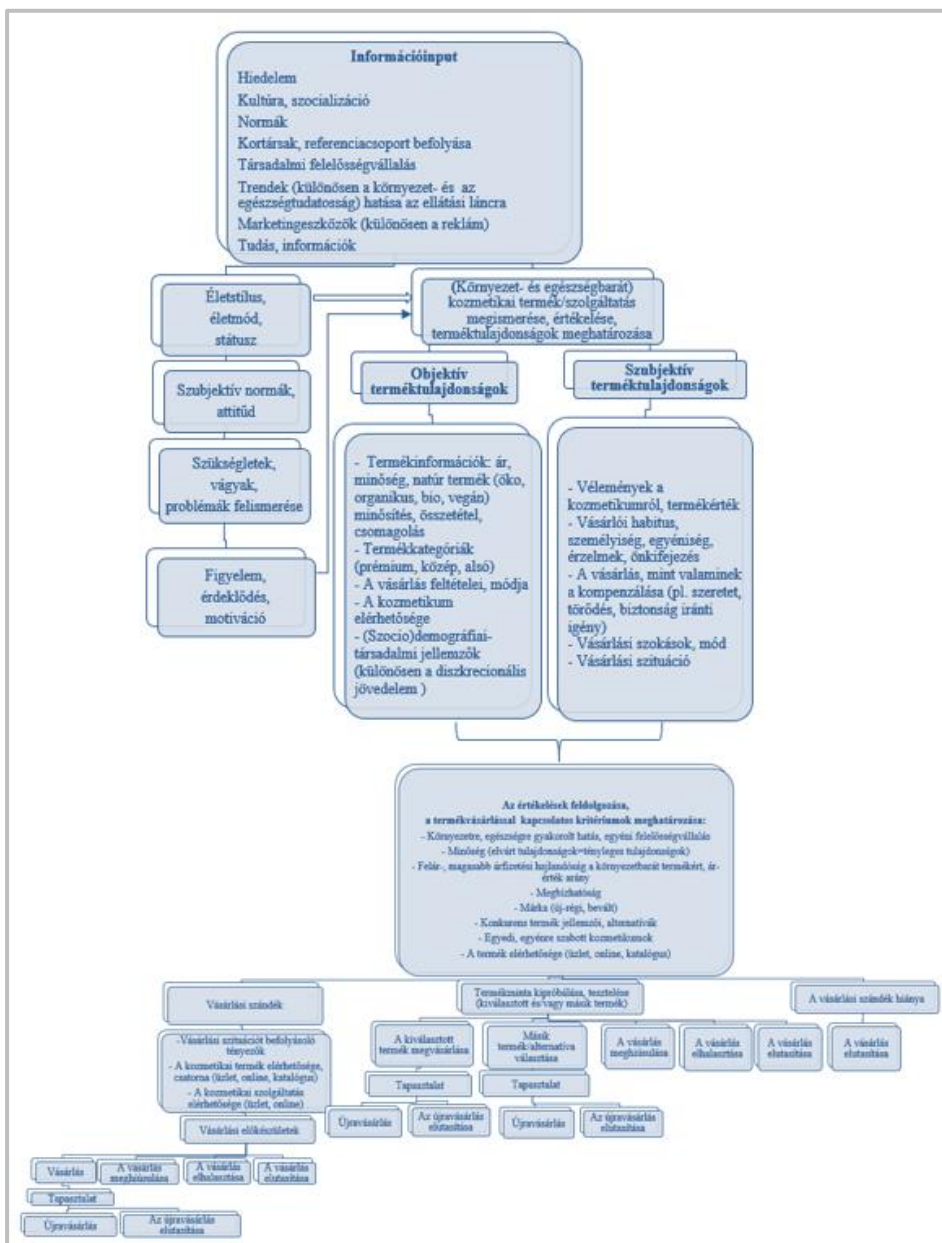 Információinput
Hiedelem
Kultúra, szocializáció
Normák
Kortársak, referenciacsoport befolyása
Társadalmi felelősségvállalás
Trendek (különösen a környezet- és az
egészségtudatosság) hatása az ellátási láncra
Marketingeszközök (különösen a reklám)
Tudás, információk
Életstílus,
életmód,
státusz
(Környezet- és egészségbarát)
kozmetikai termék/szolgáltatás
megismerése, értékelése,
terméktulajdonságok meghatározása
Szubjektív normák,
attitűd
Szükségletek,
vágyak,
problémák felismerése
Figyelem,
érdeklődés,
motiváció
Objektív
terméktulajdonságok
Szubjektív
terméktulajdonságok
- Termékinformációk: ár,
minőség, natúr termék (öko,
organikus, bio, vegán)
minősítés, összetétel,
csomagolás
- Termékkategóriák
(prémium, közép, alsó)
- A vásárlás feltételei, módja
- A kozmetikum
elérhetősége
- (Szocio)demográfiai-
társadalmi jellemzők
(különösen a diszkrecionális
jövedelem )
- Vélemények a
kozmetikumról, termékérték
- Vásárlói habitus,
személyiség, egyéniség,
érzelmek, önkifejezés
- A vásárlás, mint valaminek
a kompenzálása (pl. szeretet,
törődés, biztonság iránti
igény)
- Vásárlási szokások, mód
- Vásárlási szituáció
Az értékelések feldolgozása,
a termékvásárlással kapcsolatos kritériumok meghatározása:
- Környezetre, egészségre gyakorolt hatás, egyéni felelősségvállalás
- Minőség (elvárt tulajdonságok=tényleges tulajdonságok)
- Felár-, magasabb árfizetési hajlandóság a környezetbarát termékért, ár-
érték arány
- Megbízhatóság
- Márka (új-régi, bevált)
- Konkurens termék jellemzői, alternatívák
- Egyedi, egyénre szabott kozmetikumok
- A termék elérhetősége (üzlet, online, katalógus)
Vásárlási szándék
Termékminta kipróbálása, tesztelése
(kiválasztott és/vagy másik termék)
A vásárlási szándék hiánya
-Vásárlási szituációt befolyásoló
tényezők
- A kozmetikai termék elérhetősége,
csatorna (üzlet, online, katalógus)
- A kozmetikai szolgáltatás
elérhetősége (üzlet, online)
A kiválasztott
termék megvásárlása
Másik
termék/alternatíva
választása
A vásárlás
meghiúsulása
A vásárlás
elhalasztása
A vásárlás
elutasítása
A vásárlás
elutasítása
Tapasztalat
Tapasztalat
Újravásárlás
Az újravásárlás
elutasítása
Újravásárlás
Az újravásárlás
elutasítása
Vásárlási előkészületek
Vásárlás
A vásárlás
meghiúsulása
A vásárlás
elhalasztása
A vásárlás
elutasítása
Tapasztalat
Újravásárlás
Az újravásárlás
elutasítása